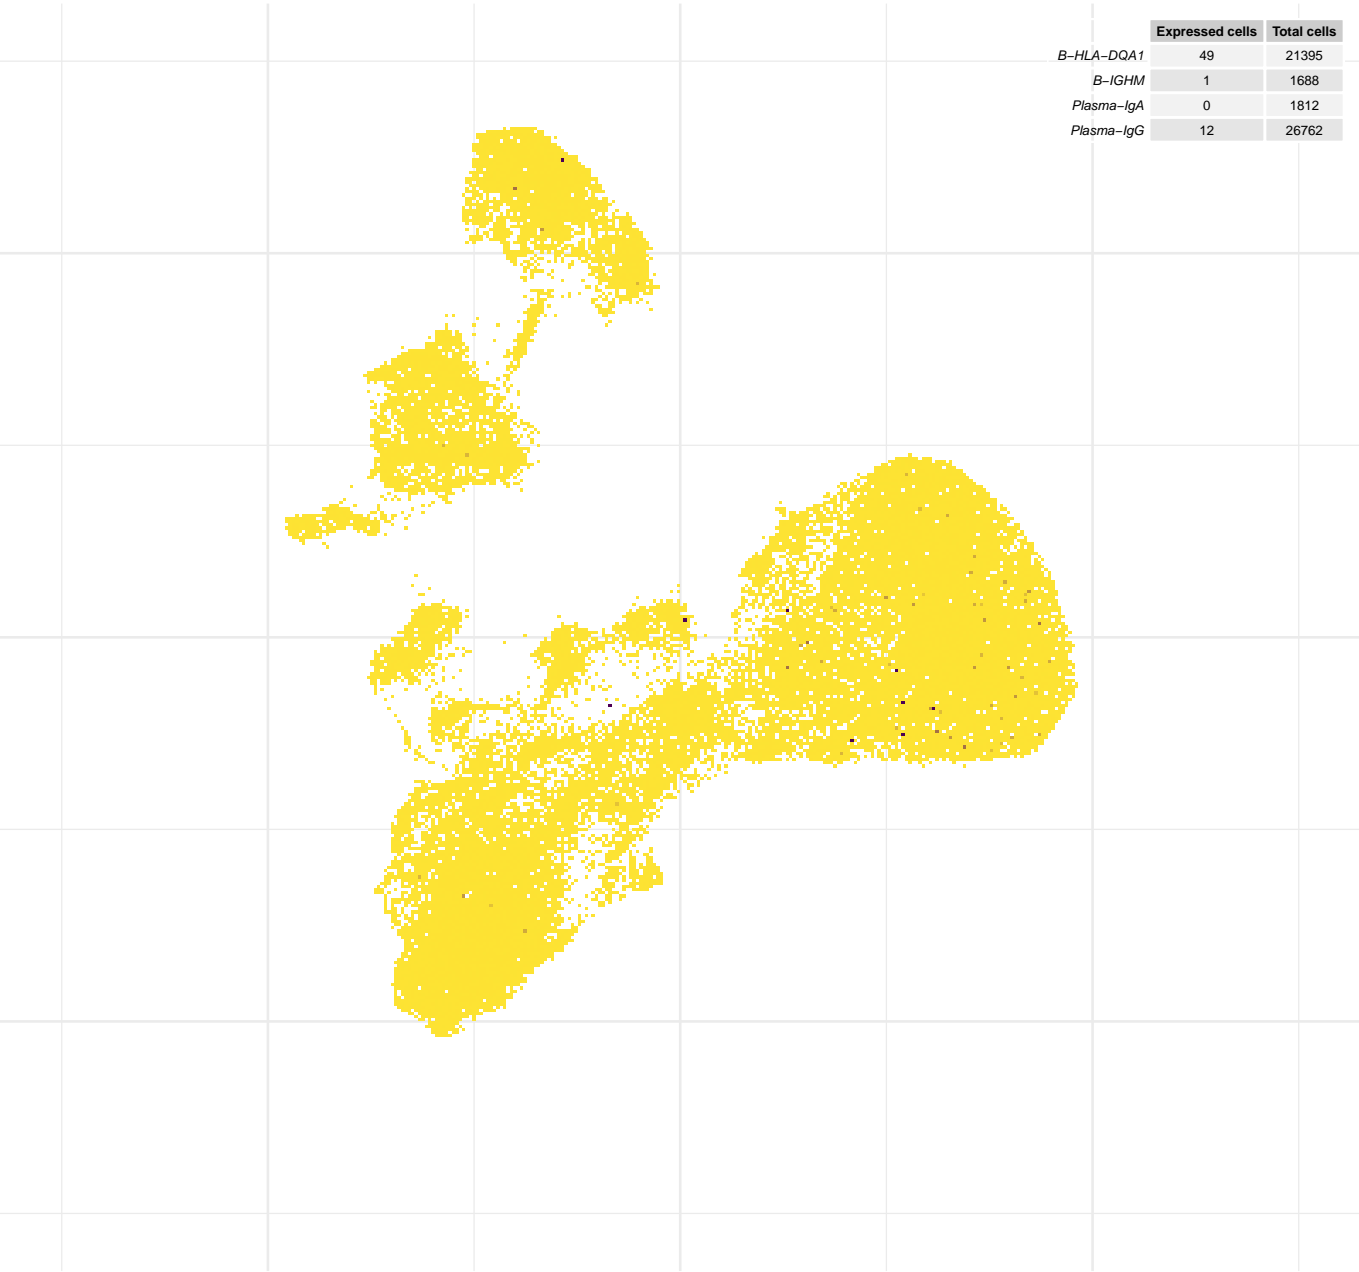 Expressed cells Total cells
B−HLA−DQA1 49 21395
B−IGHM 1 1688
Plasma−IgA 0 1812
Plasma−IgG 12 26762